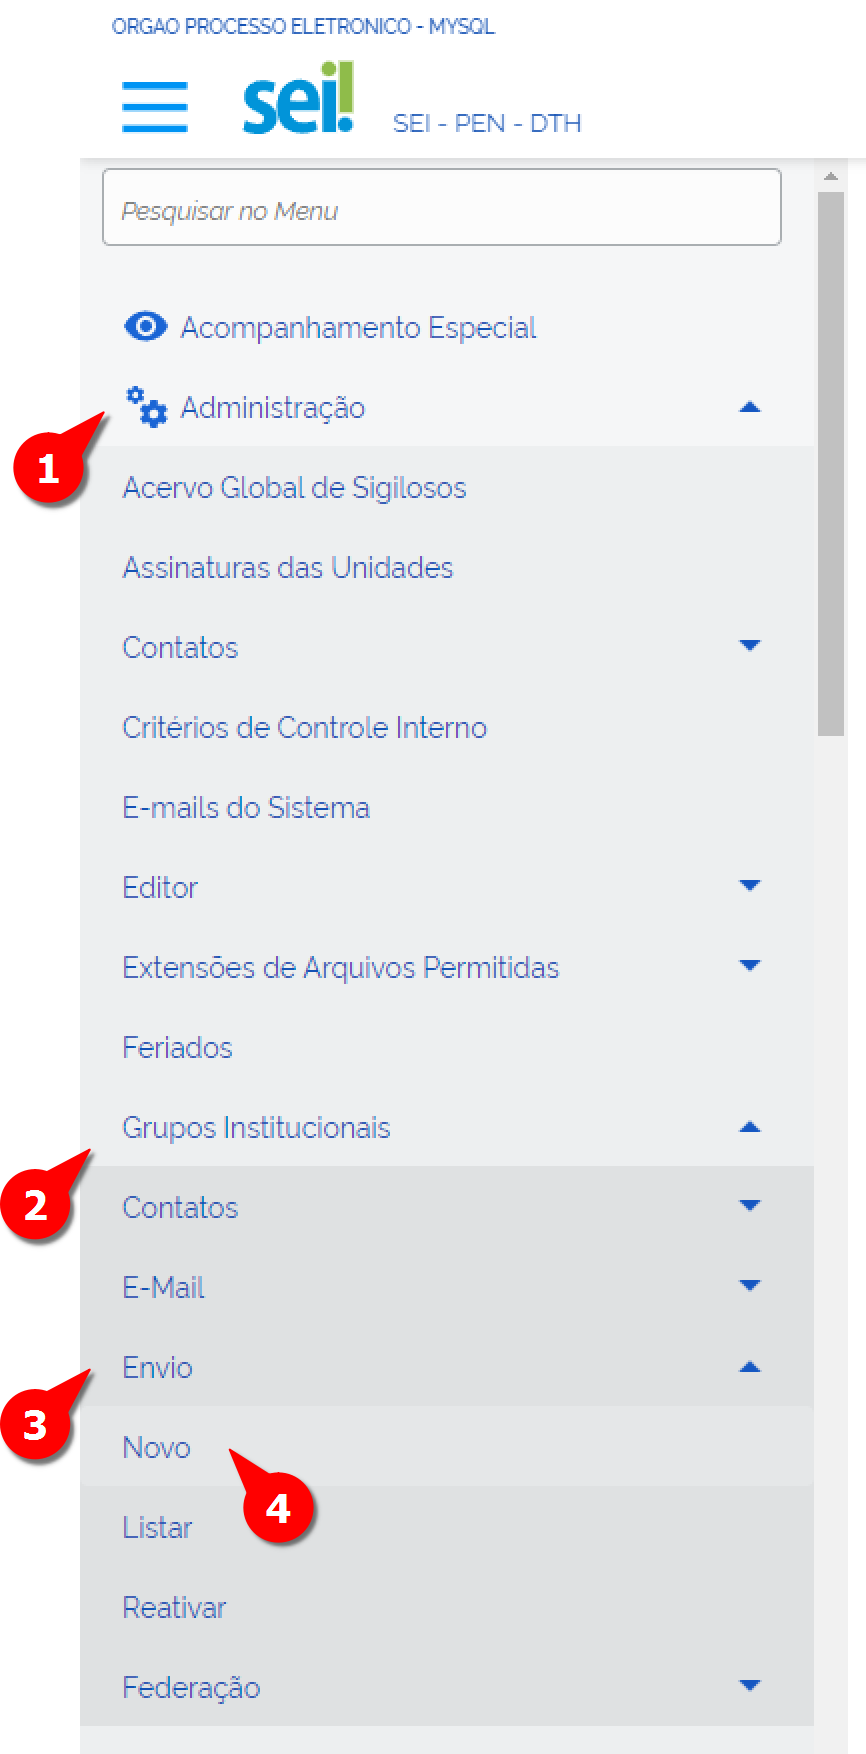 ORGAO PROCESSO ELETRONICO - MYSQL
sei!
SEI - PEN - DTH
Pesquisar no Menu
Acompanhamento Especial
Administração
1
Acervo Global de Sigilosos
Assinaturas das Unidades
Contatos
Critérios de Controle Interno
E-mails do Sistema
Editor
Extensões de Arquivos Permitidas
Feriados
Grupos Institucionais
2
Contatos
E-Mail
Envio
3
Novo
4
Listar
Reativar
Federação